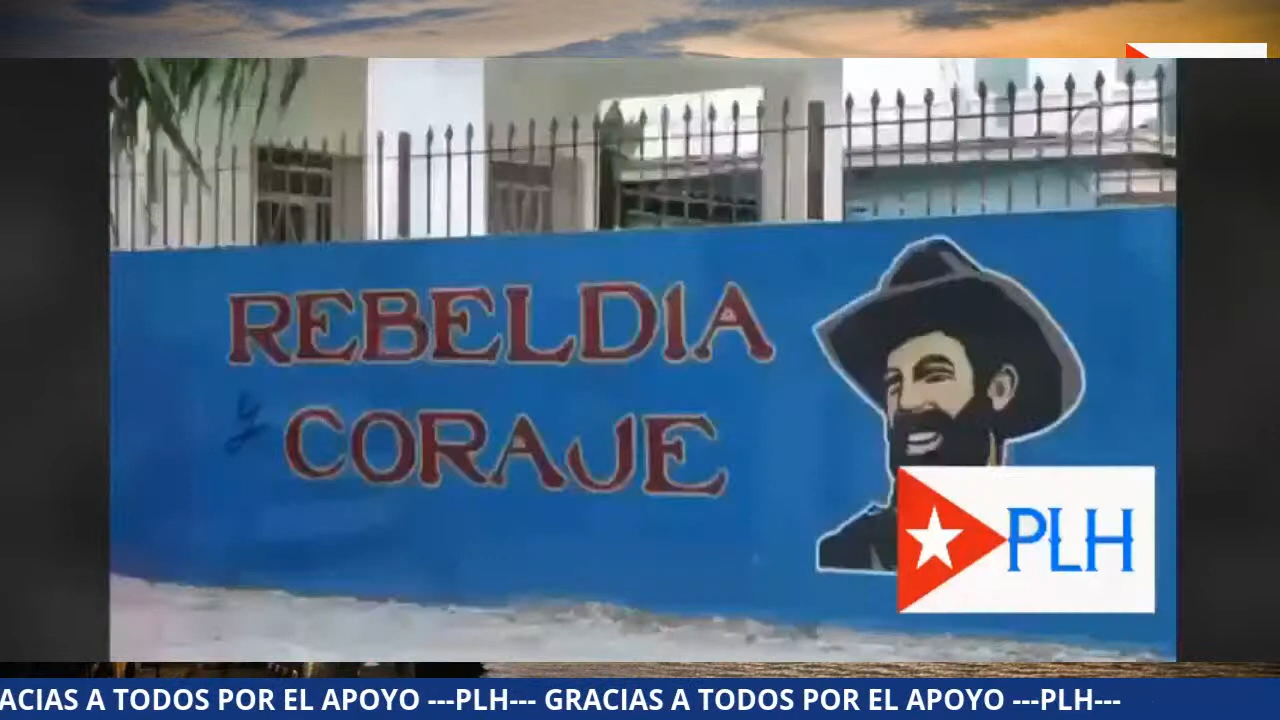 REBELDIA
Y
CORAJE
PLH
ACIAS A TODOS POR EL APOYO ---PLH--- GRACIAS A TODOS POR EL APOYO ---PLH---